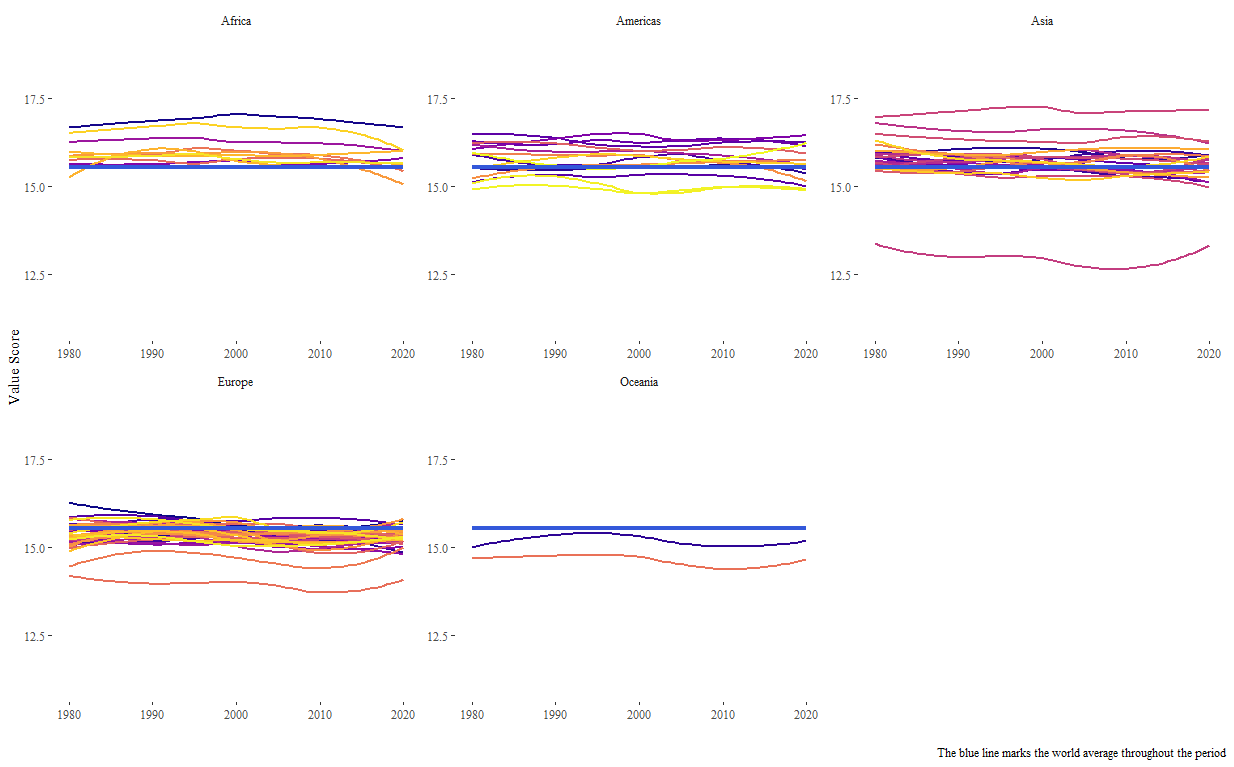 Africa Americas Asia
17.5 17.5 17.5
15.0 15.0 15.0
12.5 12.5 12.5
1980 1990 2000 2010 2020 1980 1990 2000 2010 2020 1980 1990 2000 2010 2020
Value Score
Europe Oceania
17.5 17.5
15.0 15.0
12.5 12.5
1980 1990 2000 2010 2020 1980 1990 2000 2010 2020
The blue line marks the world average throughout the period